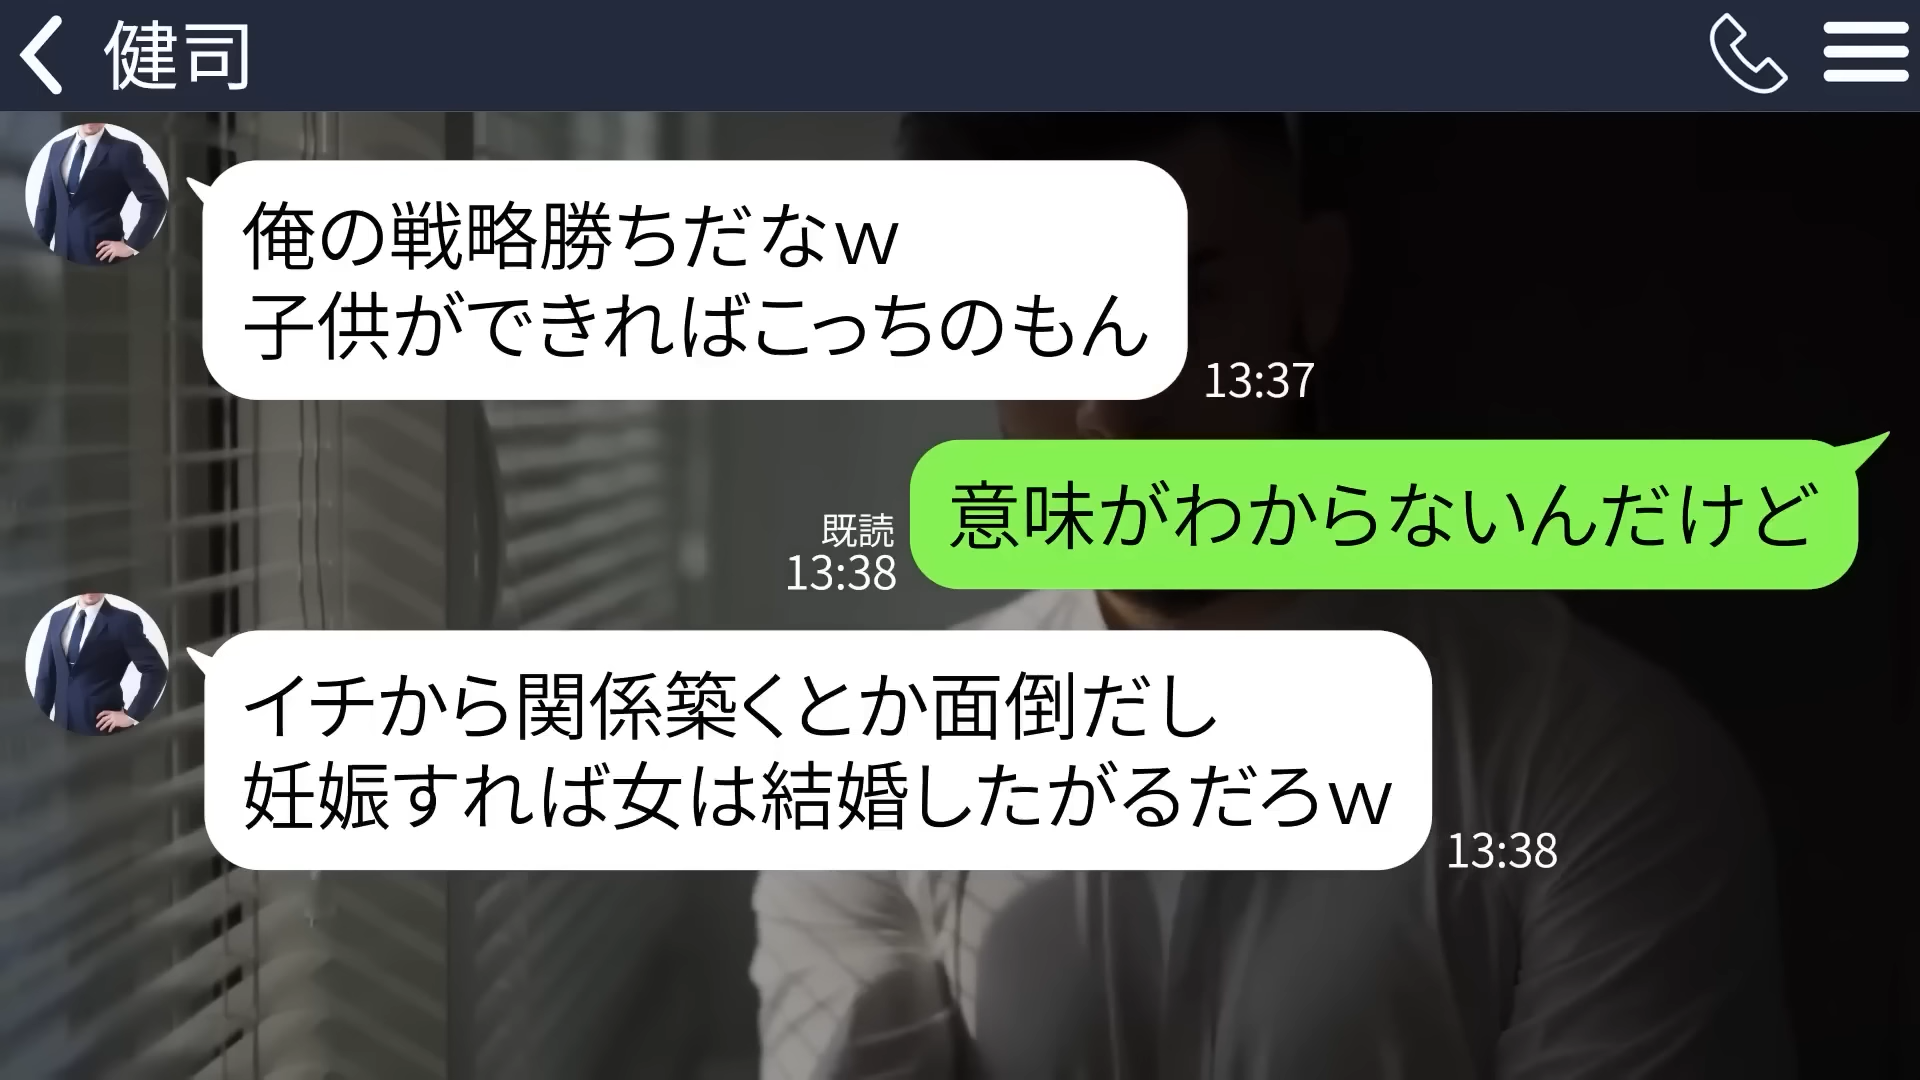 健司
俺の戦略勝ちだなｗ
子供ができればこっちのもん
13:37
意味がわからないんだけど
既読
13:38
イチから関係築くとか面倒だし
妊娠すれば女は結婚したがるだろｗ
13:38